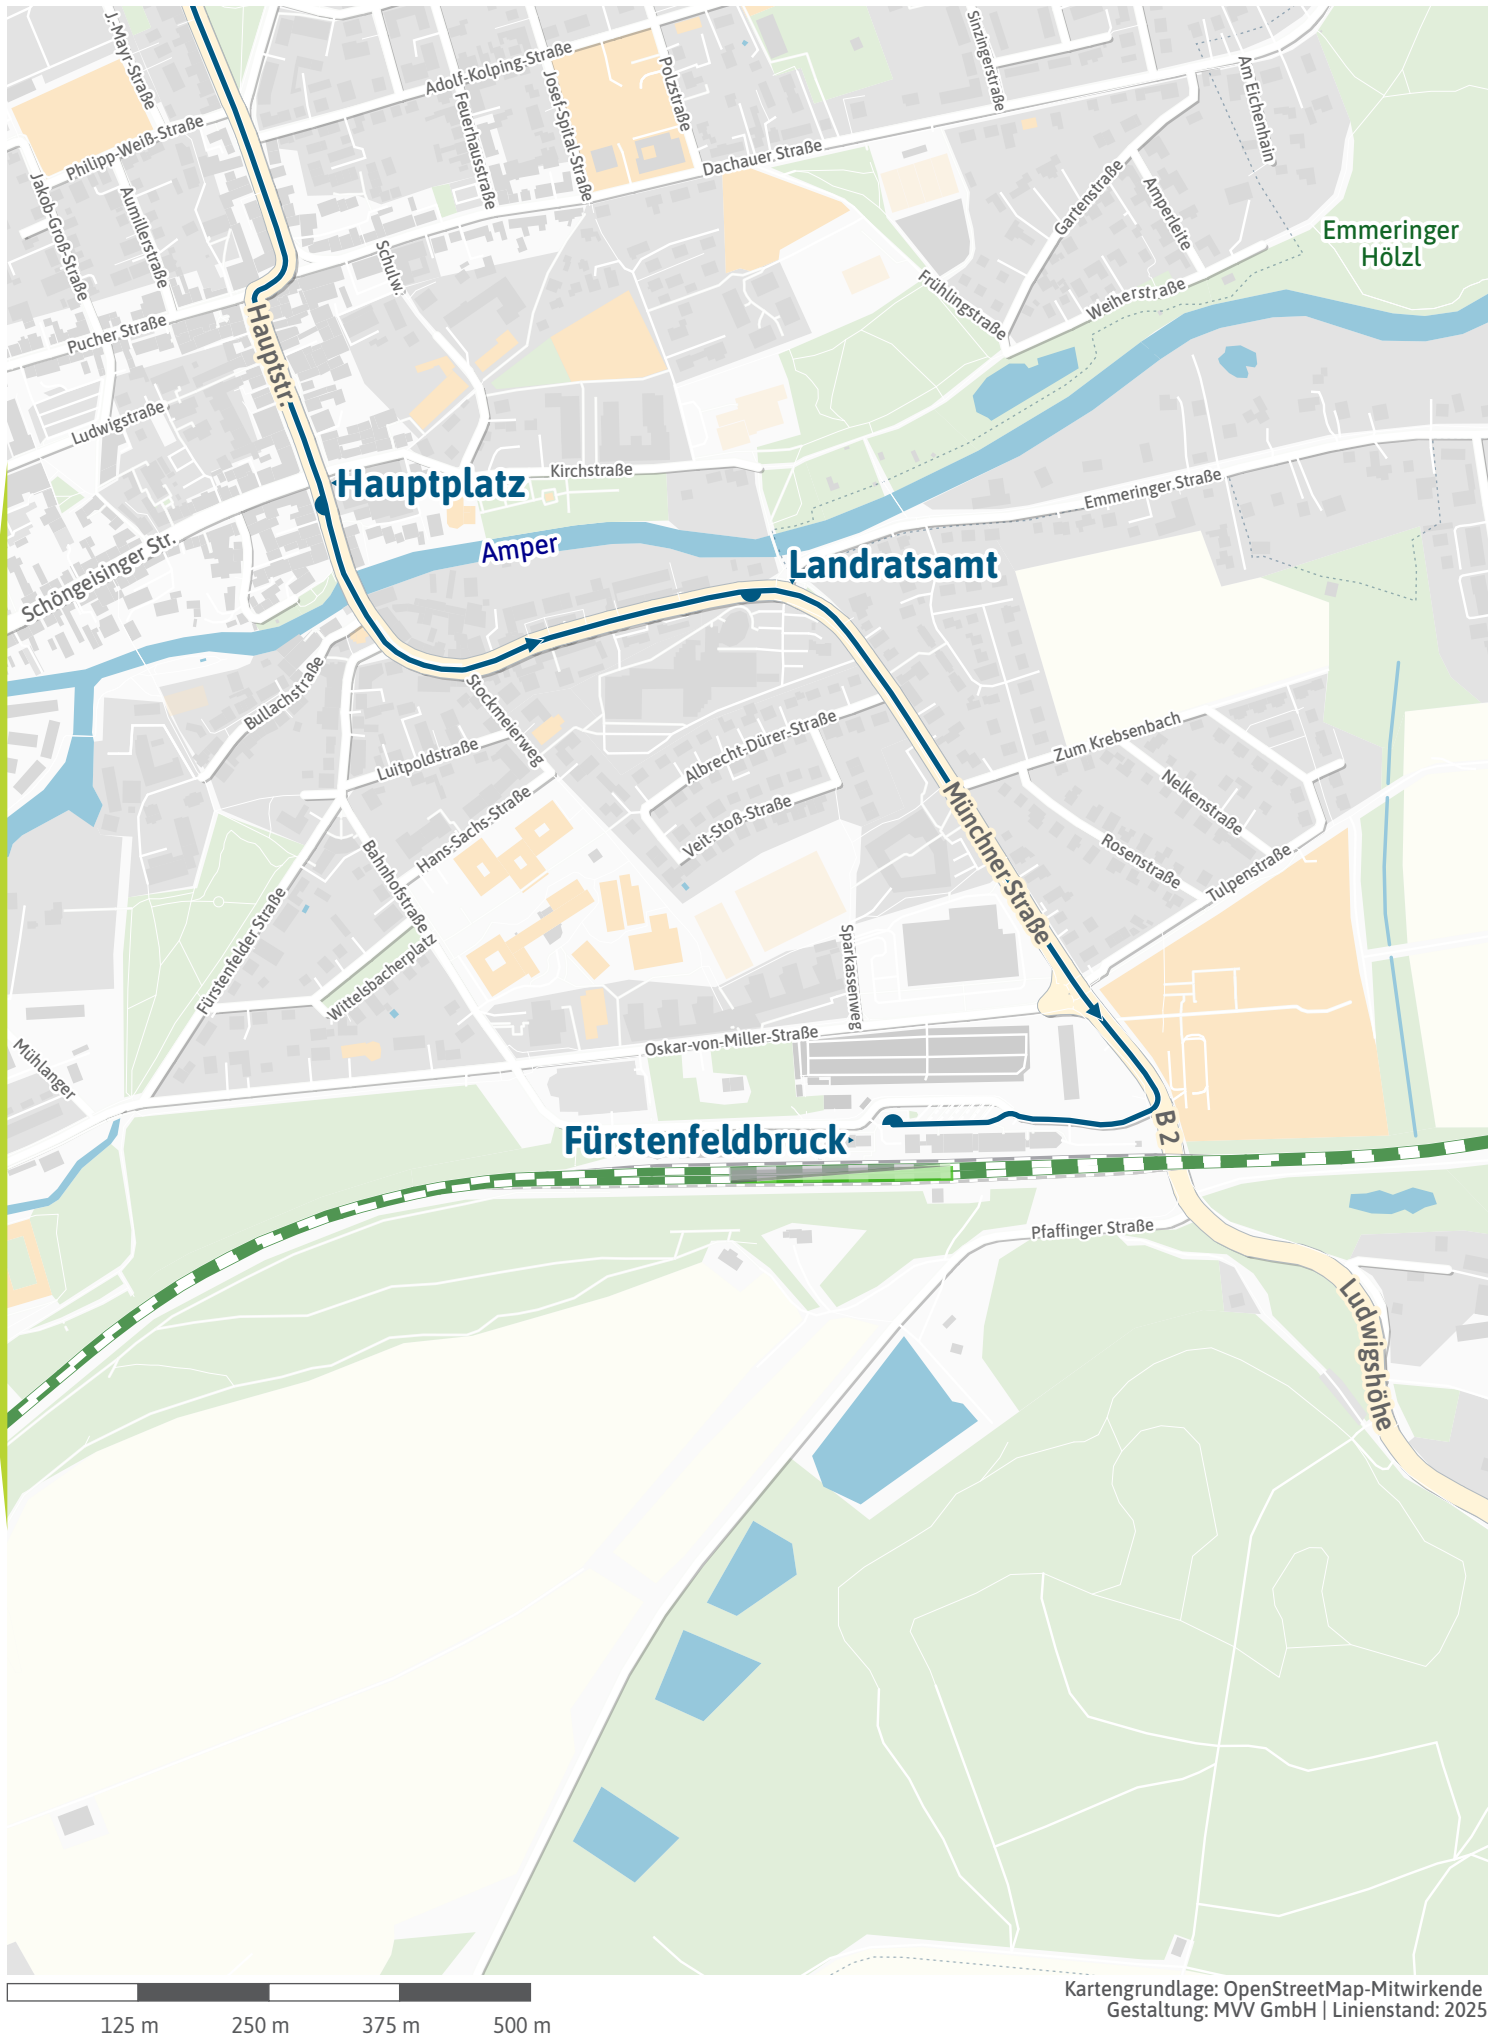 J.-Mayr-Straße
Adolf-Kolping-Straße
Polzstraße
Sinzingerstraße
Am Eichenhain
Philipp-Weiß-Straße
Feuerhausstraße
Josef-Spital-Straße
Dachauer Straße
Jakob-Groß-Straße
Aumillerstraße
Gartenstraße
Amperleite
Emmeringer
Hölzl
Schulw.
Frühlingstraße
Weiherstraße
Pucher Straße
Hauptstr.
Ludwigstraße
Kirchstraße
Hauptplatz
Emmeringer Straße
Schöngeisinger Str.
Amper
Landratsamt
Bullachstraße
Stockmeierweg
Luitpoldstraße
Albrecht-Dürer-Straße
Zum Krebsenbach
Hans-Sachs-Straße
Veit-Stoß-Straße
Nelkenstraße
Münchner-Straße
Rosenstraße
Tulpenstraße
Bahnhofstraße
Fürstenfelder Straße
Wittelsbacherplatz
Sparkassenweg
Oskar-von-Miller-Straße
Mühlanger
Fürstenfeldbruck
B 2
Pfaffinger Straße
Ludwigshöhe
125 m
250 m
375 m
500 m
Kartengrundlage: OpenStreetMap-Mitwirkende
Gestaltung: MVV GmbH | Linienstand: 2025